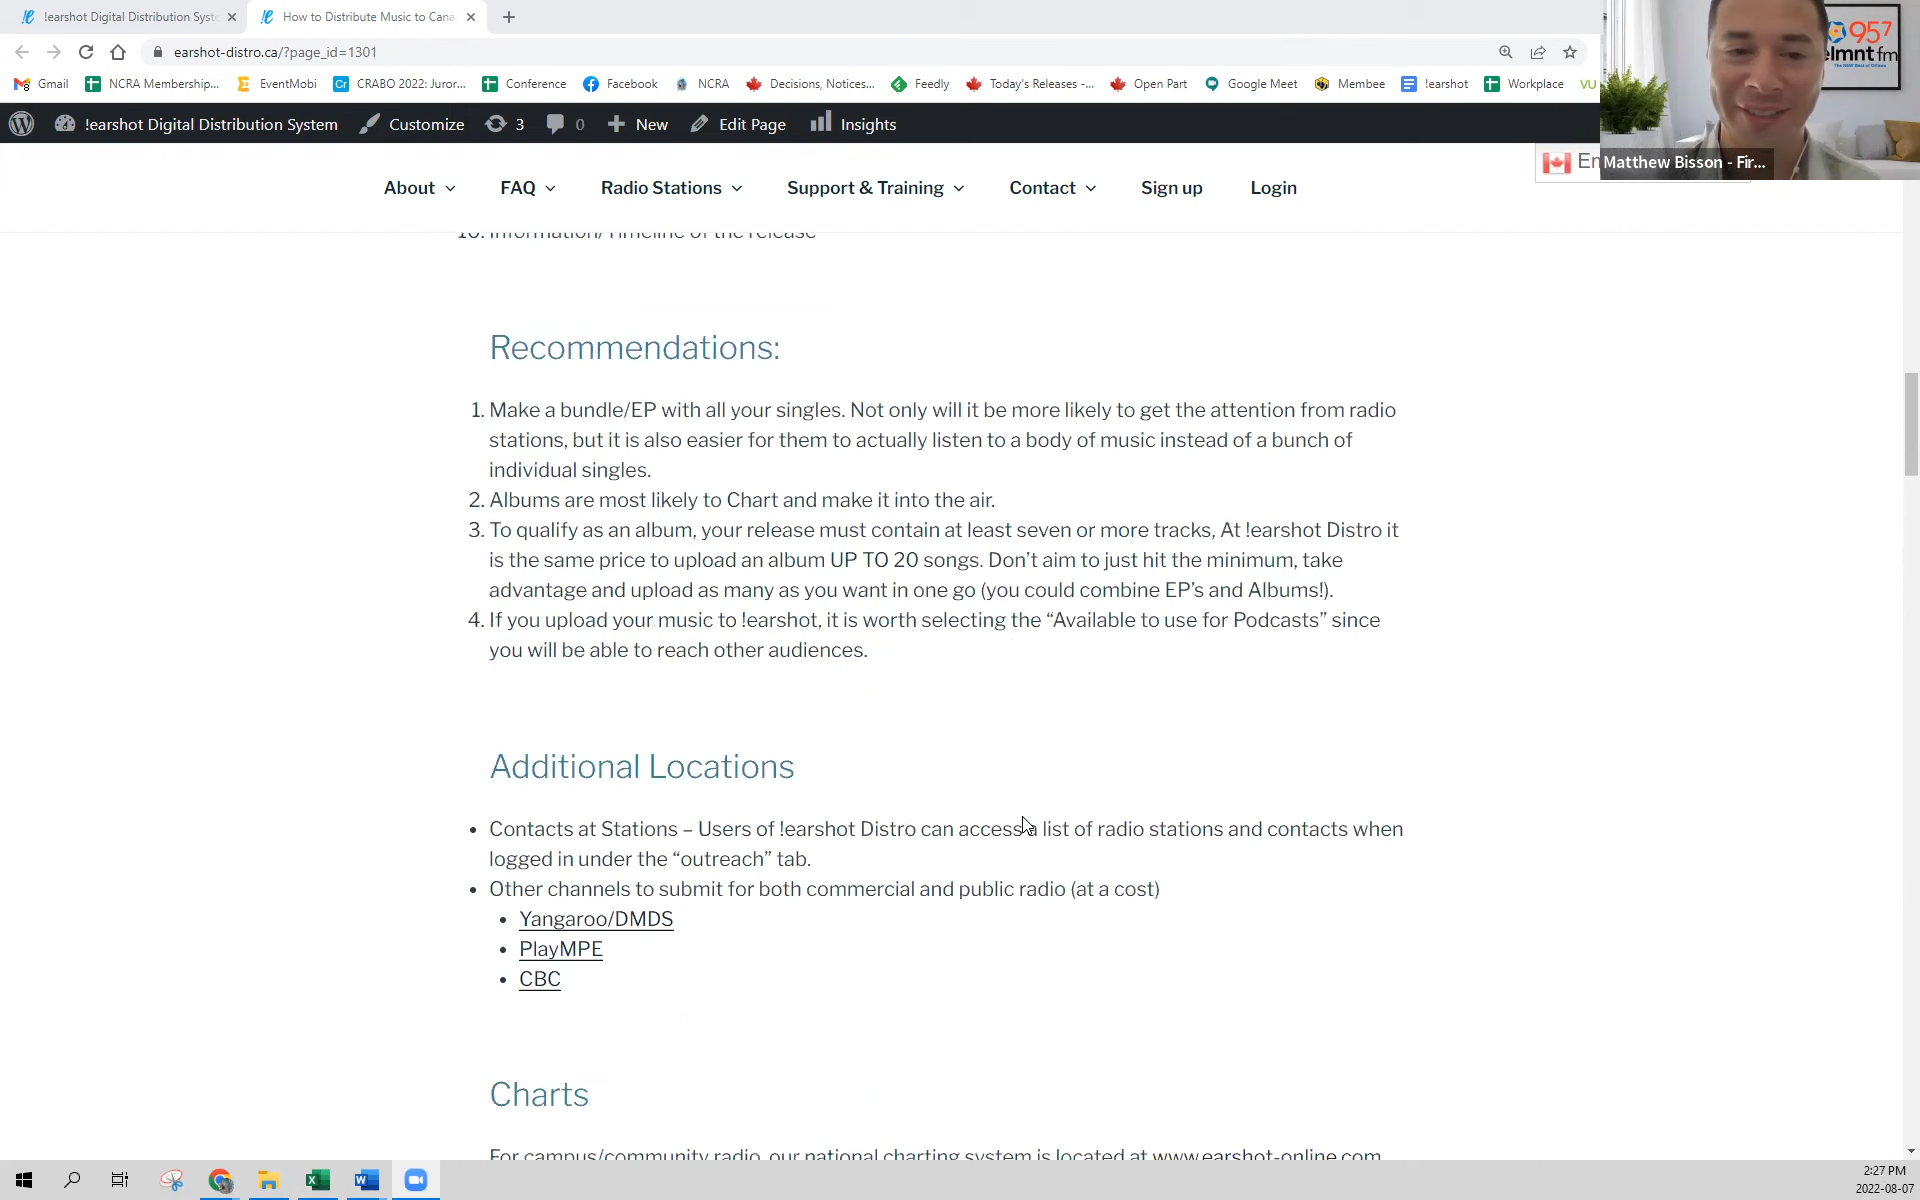 !earshot Digital Distribution Syst
How to Distribute Music to Cana
earshot-distro.ca/?page_id=1301
Gmail NCRA Membership... EventMobi CRABO 2022: Juror... Conference Facebook NCRA Decisions, Notices... Feedly Today's Releases -... Open Part Google Meet Membee !earshot Workplace VU
!earshot Digital Distribution System Customize 3 0 New Edit Page Insights
957
elmnt fm
Matthew Bisson - Fir...
About FAQ Radio Stations Support & Training Contact Sign up Login
10. Information/Timeline of the release
Recommendations:
1. Make a bundle/EP with all your singles. Not only will it be more likely to get the attention from radio
stations, but it is also easier for them to actually listen to a body of music instead of a bunch of
individual singles.
2. Albums are most likely to Chart and make it into the air.
3. To qualify as an album, your release must contain at least seven or more tracks, At !earshot Distro it
is the same price to upload an album UP TO 20 songs. Don't aim to just hit the minimum, take
advantage and upload as many as you want in one go (you could combine EP's and Albums!).
4. If you upload your music to !earshot, it is worth selecting the “Available to use for Podcasts” since
you will be able to reach other audiences.
Additional Locations
• Contacts at Stations – Users of !earshot Distro can access a list of radio stations and contacts when
logged in under the “outreach” tab.
• Other channels to submit for both commercial and public radio (at a cost)
• Yangaroo/DMDS
• PlayMPE
• CBC
Charts
For campus/community radio, our national charting system is located at www.earshot-online.com
2:27 PM
2022-08-07